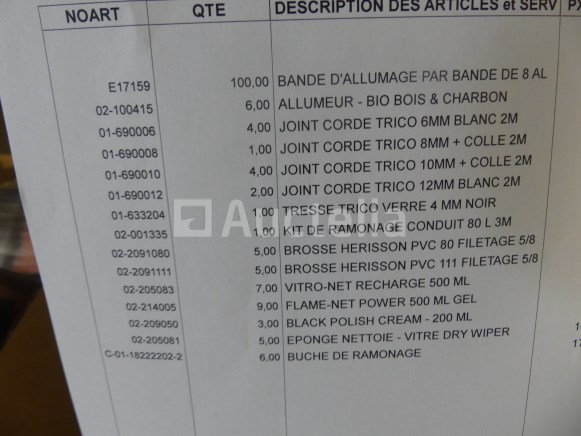 NOART QTE DESCRIPTION DES ARTICLES et SERV PX
E17159 100,00 BANDE D'ALLUMAGE PAR BANDE DE 8 AL
02-100415 6,00 ALLUMEUR - BIO BOIS & CHARBON
01-690006 4,00 JOINT CORDE TRICO 6MM BLANC 2M
01-690008 1,00 JOINT CORDE TRICO 8MM + COLLE 2M
01-690010 4,00 JOINT CORDE TRICO 10MM + COLLE 2M
01-690012 2,00 JOINT CORDE TRICO 12MM BLANC 2M
01-633204 1,00 TRESSE TRICO VERRE 4 MM NOIR
02-001335 1,00 KIT DE RAMONAGE CONDUIT 80 L 3M
02-2091080 5,00 BROSSE HERISSON PVC 80 FILETAGE 5/8
02-2091111 5,00 BROSSE HERISSON PVC 111 FILETAGE 5/8
02-205083 7,00 VITRO-NET RECHARGE 500 ML
02-214005 9,00 FLAME-NET POWER 500 ML GEL
02-209050 3,00 BLACK POLISH CREAM - 200 ML
02-205081 5,00 EPONGE NETTOIE - VITRE DRY WIPER
C-01-18222202-2 6,00 BUCHE DE RAMONAGE